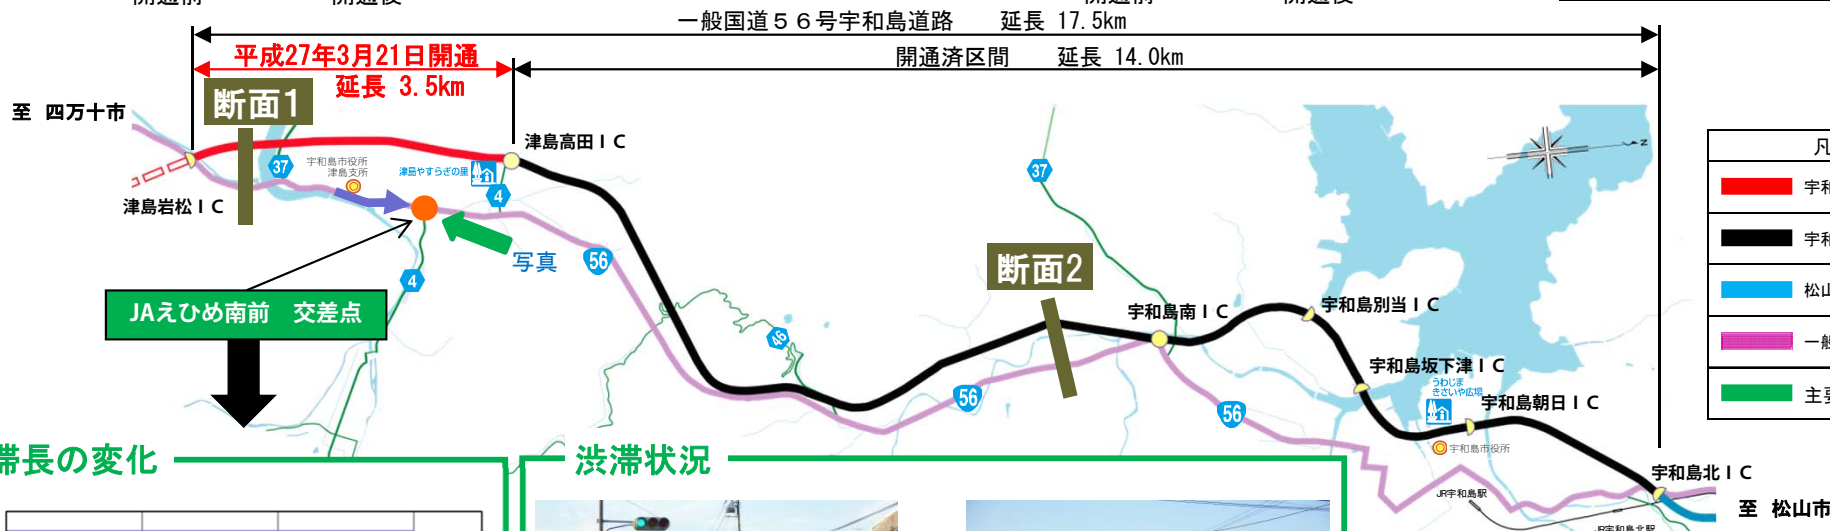 一般国道５６号宇和島道路　延長 17.5km
平成27年3月21日開通
延長 3.5km
開通済区間　延長 14.0km
至 四万十市
断面1
津島高田ＩＣ
37
宇和島市役所
津島支所
津島やすらぎの里
4
37
津島岩松ＩＣ
写真
56
4
断面2
JAえひめ南前　交差点
宇和島南ＩＣ
宇和島別当ＩＣ
46
宇和島坂下津ＩＣ
うわじま
きさいや広場
56
56
宇和島朝日ＩＣ
宇和島市役所
宇和島北ＩＣ
JR宇和島駅
至 松山市
凡
宇和
宇和
松山
一般
主要
滞長の変化
渋滞状況